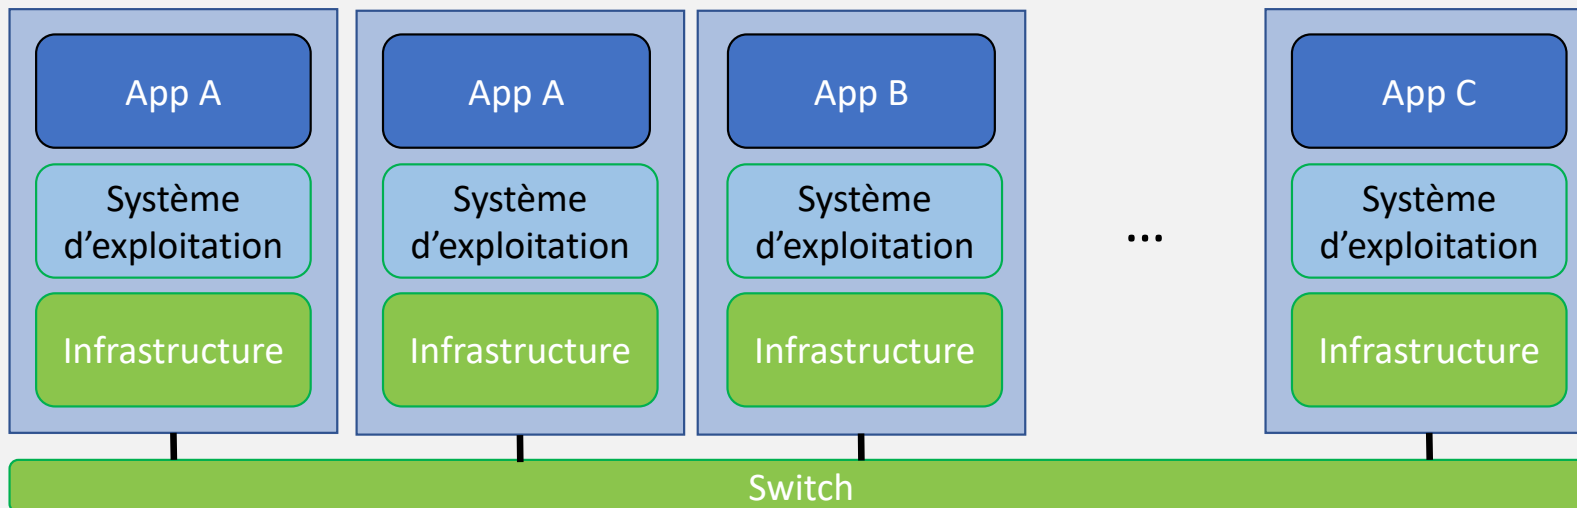 App A
Système
d’exploitation
Infrastructure
App A
Système
d’exploitation
Infrastructure
App B
Système
d’exploitation
Infrastructure
...
App C
Système
d’exploitation
Infrastructure
Switch